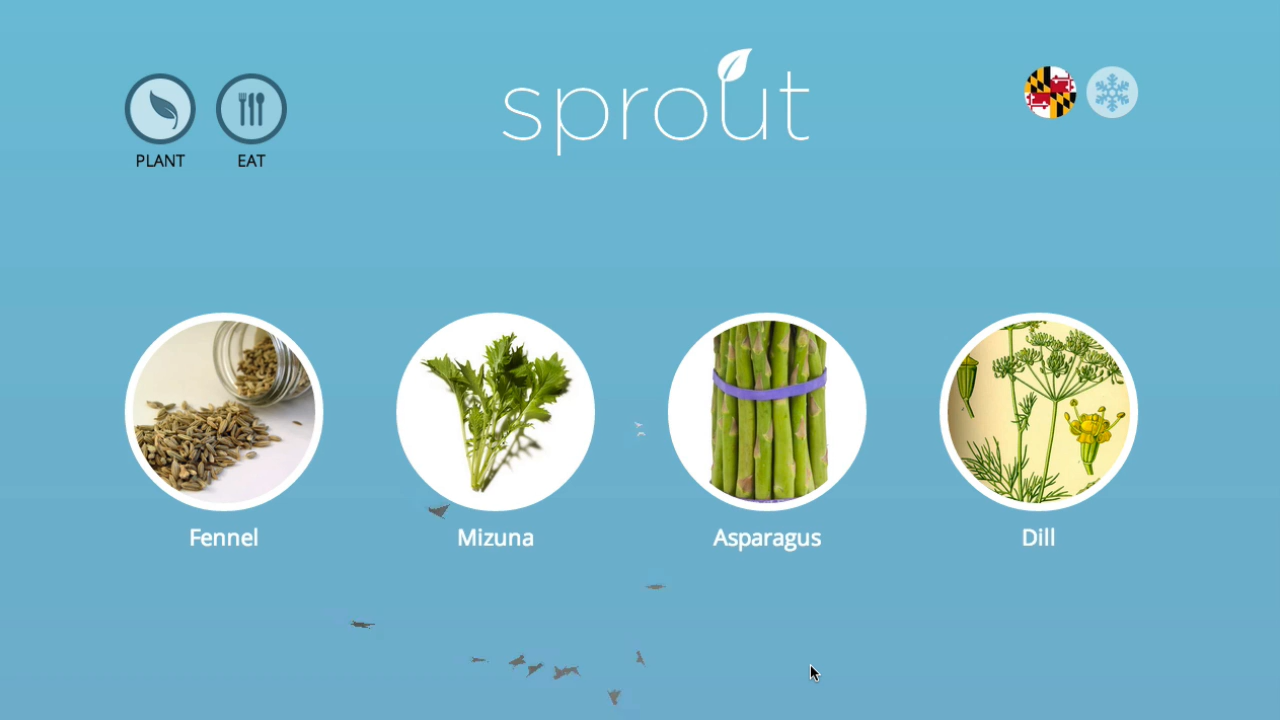 sprout
PLANT
EAT
Fennel
Mizuna
Asparagus
Dill